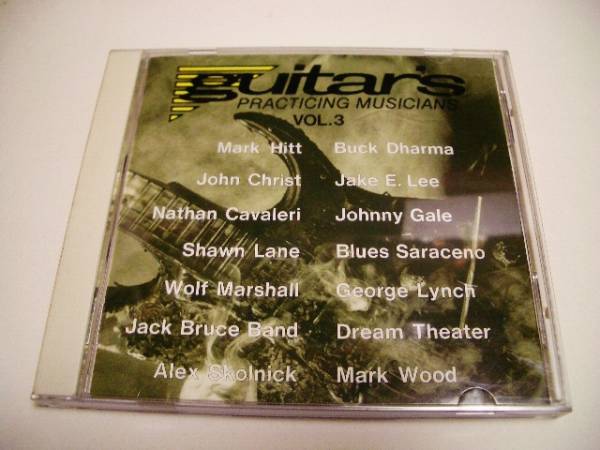 guitar's
PRACTICING MUSICIANS
VOL.3
Mark Hitt Buck Dharma
John Christ Jake E. Lee
Nathan Cavaleri Johnny Gale
Shawn Lane Blues Saraceno
Wolf Marshall George Lynch
Jack Bruce Band Dream Theater
Alex Skolnick Mark Wood